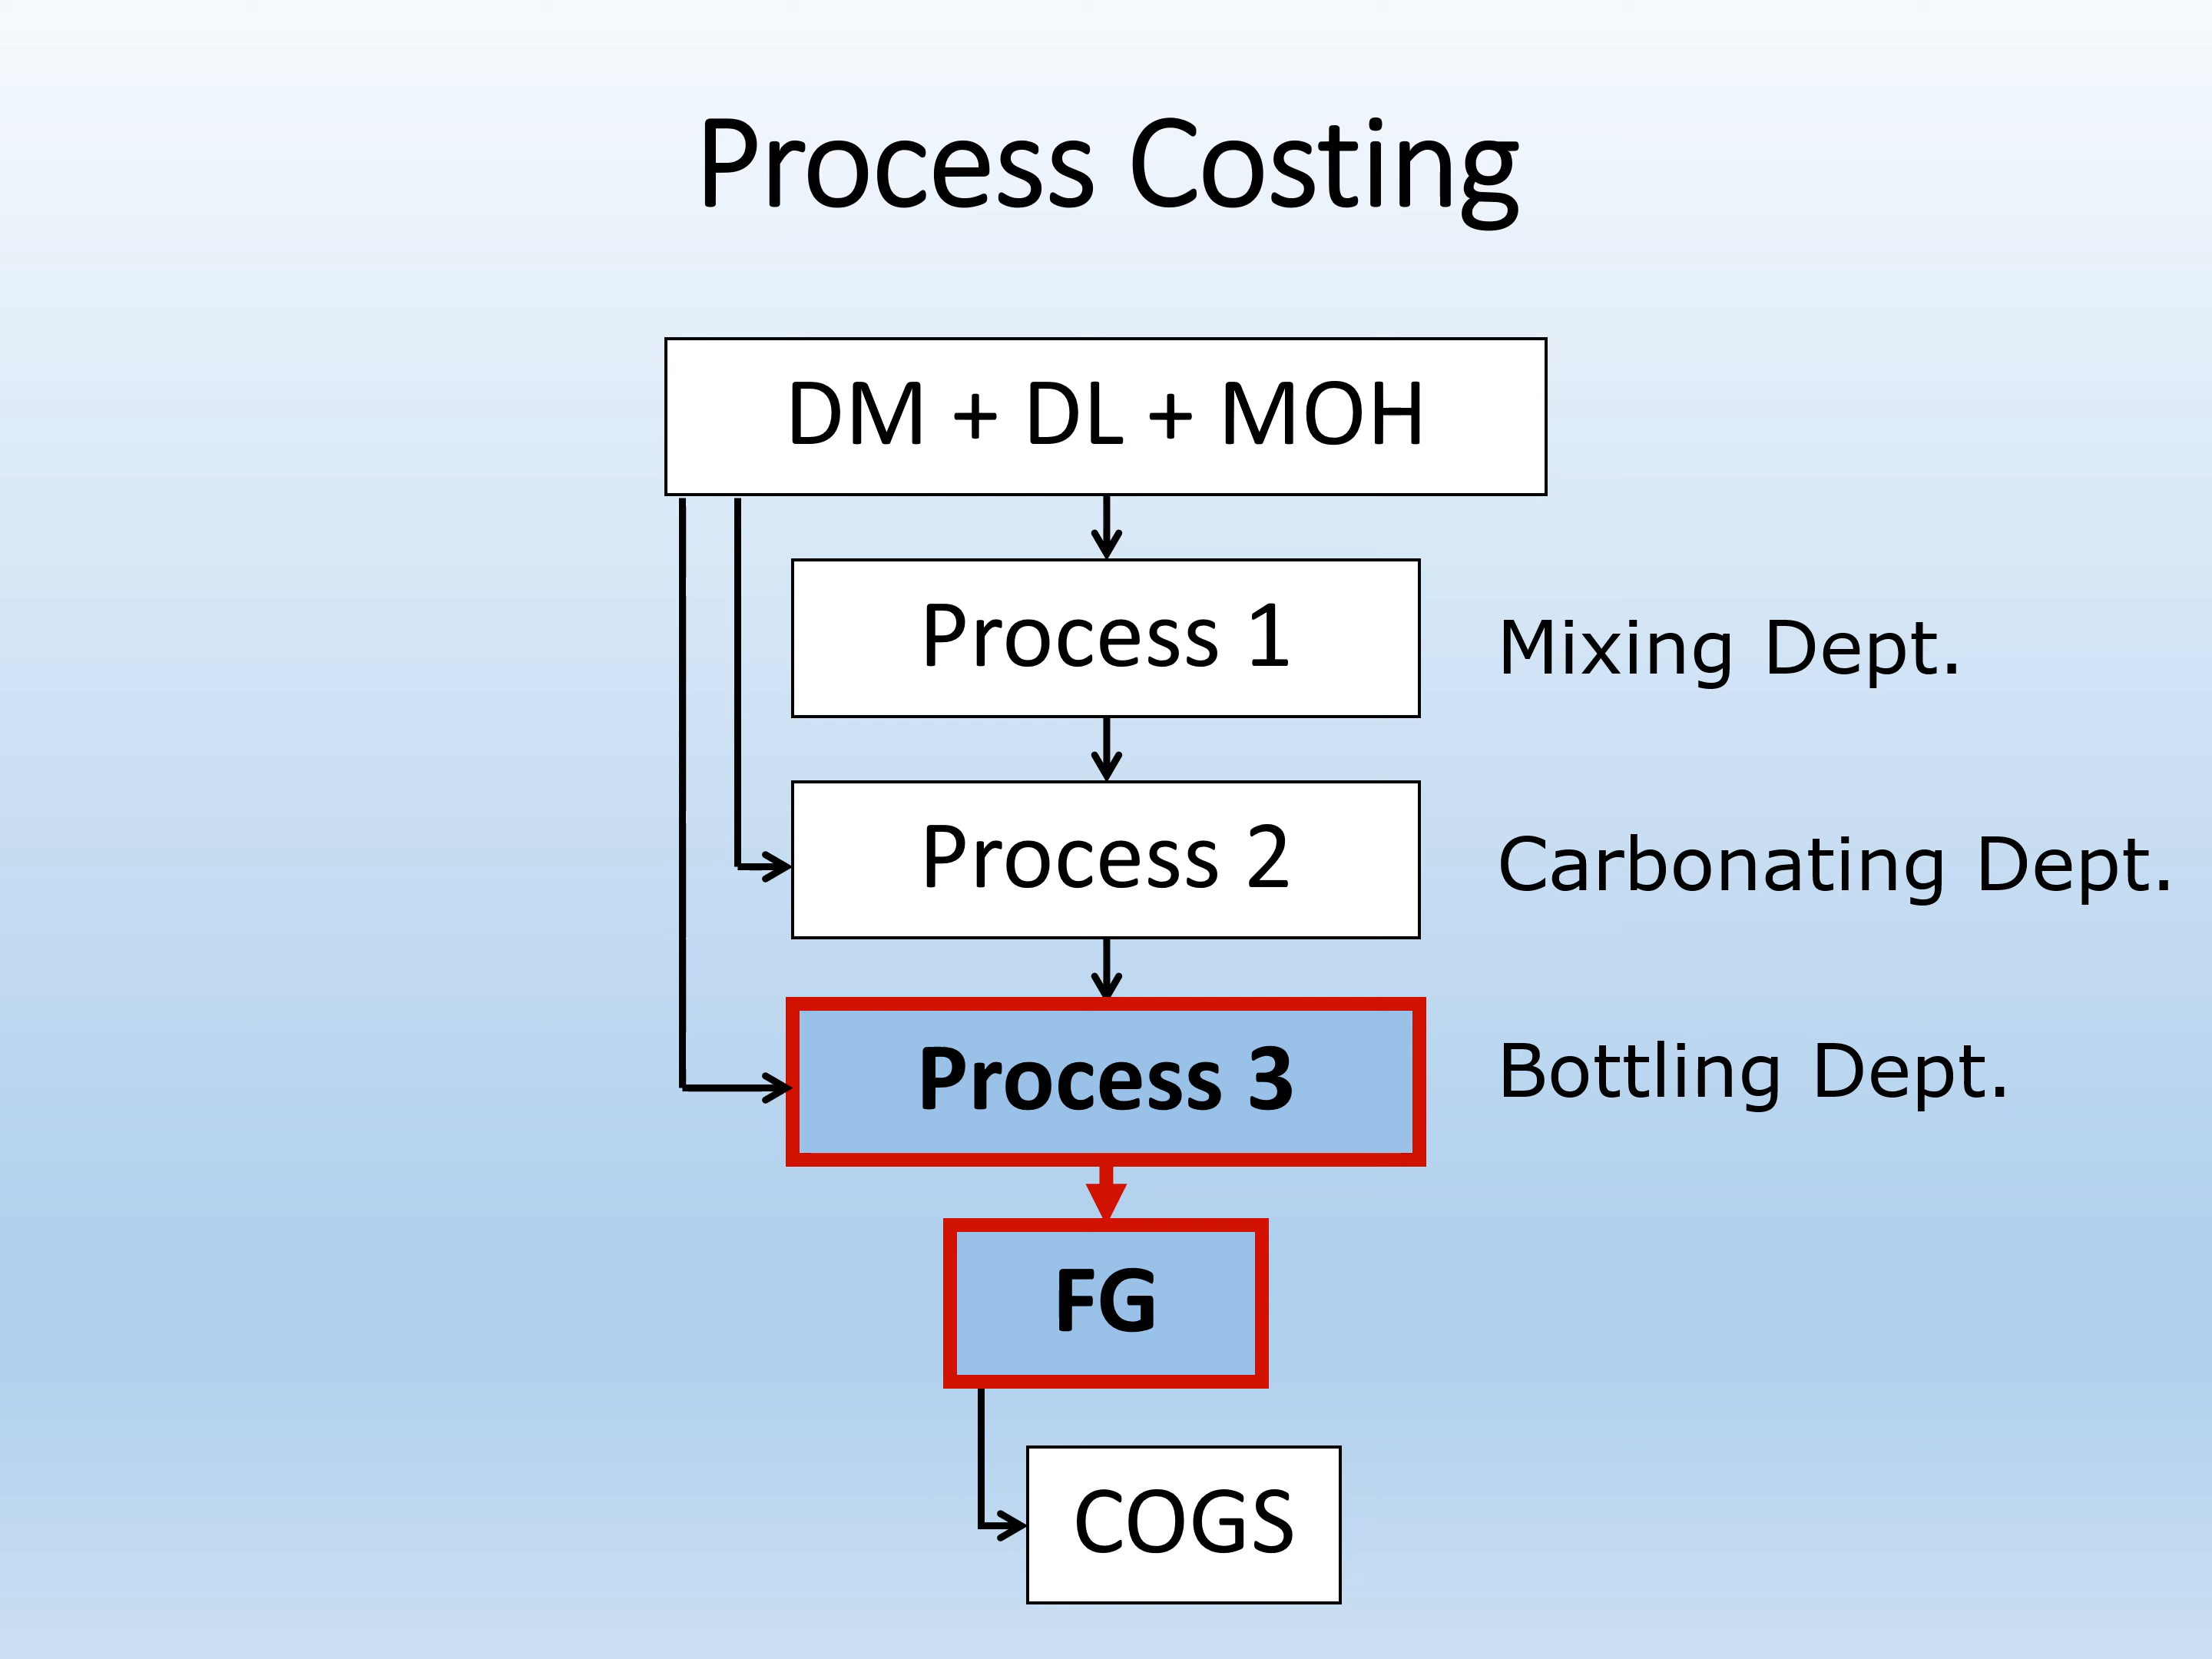 Process Costing
DM + DL + MOH
Process 1
Mixing Dept.
Process 2
Carbonating Dept.
Process 3
Bottling Dept.
FG
COGS